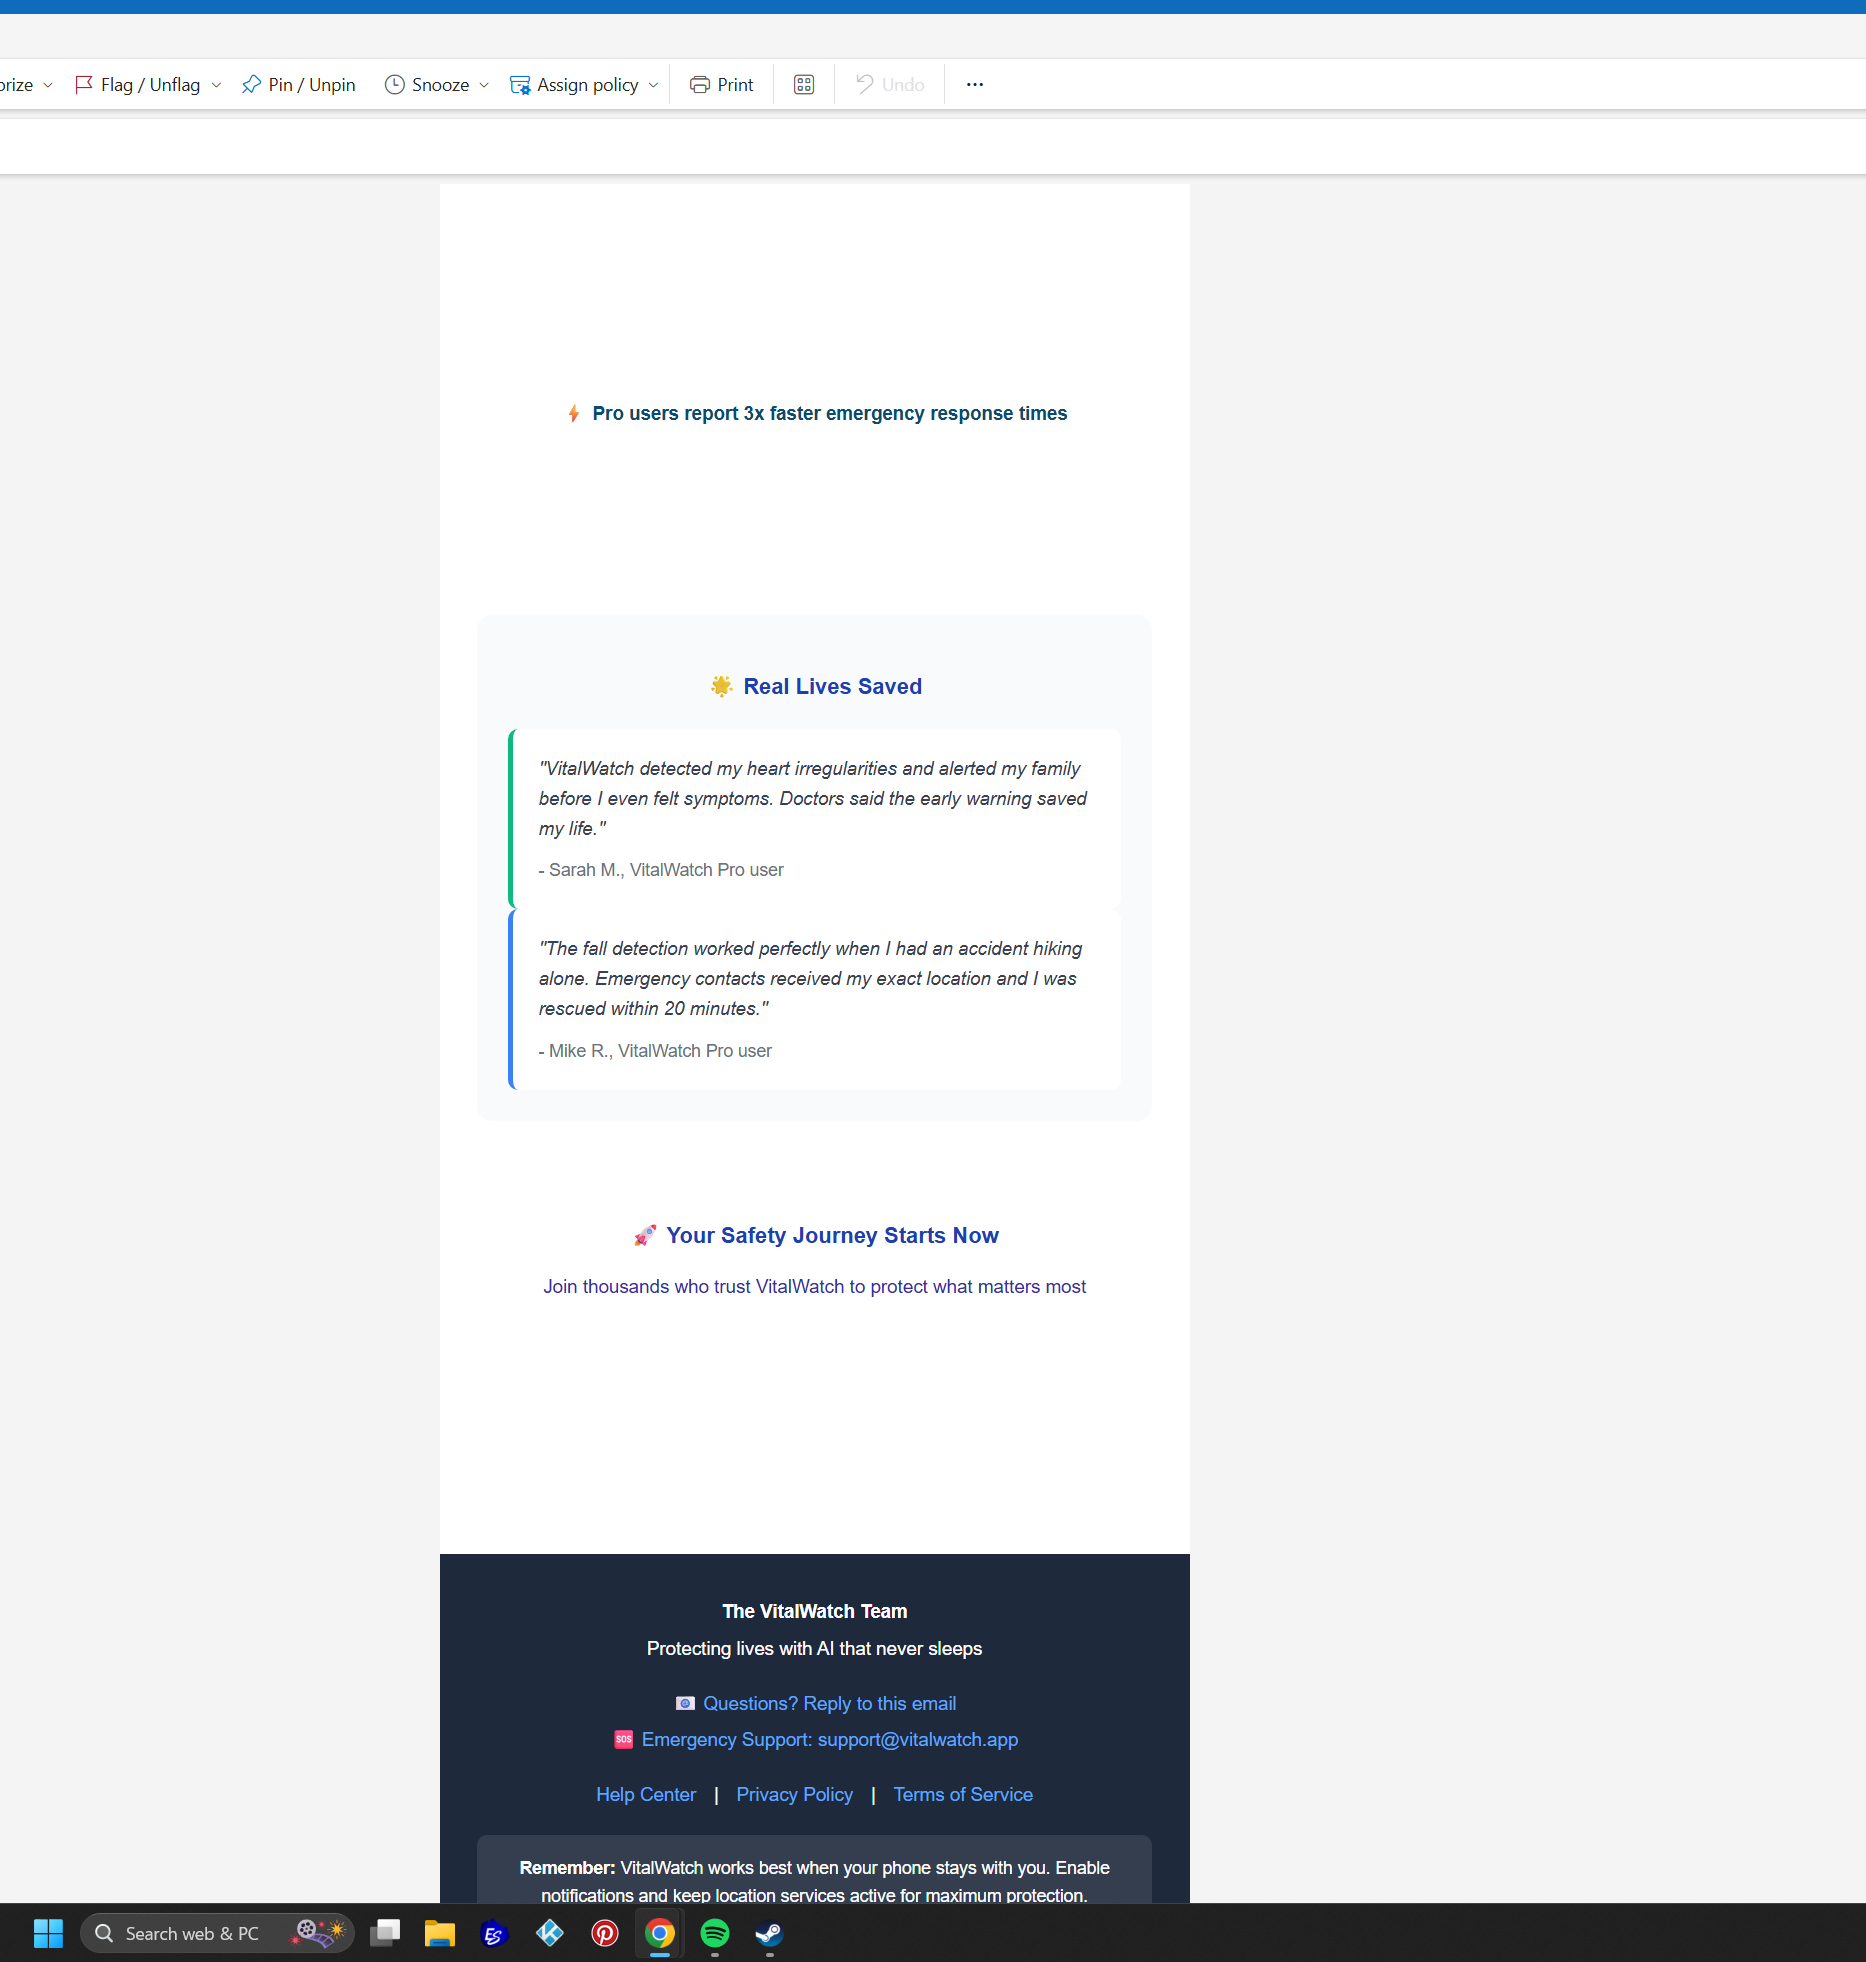 orize
Flag / Unflag
Pin / Unpin
Snooze
Assign policy
Print
Undo
⚡ Pro users report 3x faster emergency response times
🌟 Real Lives Saved
"VitalWatch detected my heart irregularities and alerted my family
before I even felt symptoms. Doctors said the early warning saved
my life."
- Sarah M., VitalWatch Pro user
"The fall detection worked perfectly when I had an accident hiking
alone. Emergency contacts received my exact location and I was
rescued within 20 minutes."
- Mike R., VitalWatch Pro user
🚀 Your Safety Journey Starts Now
Join thousands who trust VitalWatch to protect what matters most
The VitalWatch Team
Protecting lives with AI that never sleeps
📧 Questions? Reply to this email
🆘 Emergency Support: support@vitalwatch.app
Help Center | Privacy Policy | Terms of Service
Remember: VitalWatch works best when your phone stays with you. Enable
notifications and keep location services active for maximum protection.
Search web & PC